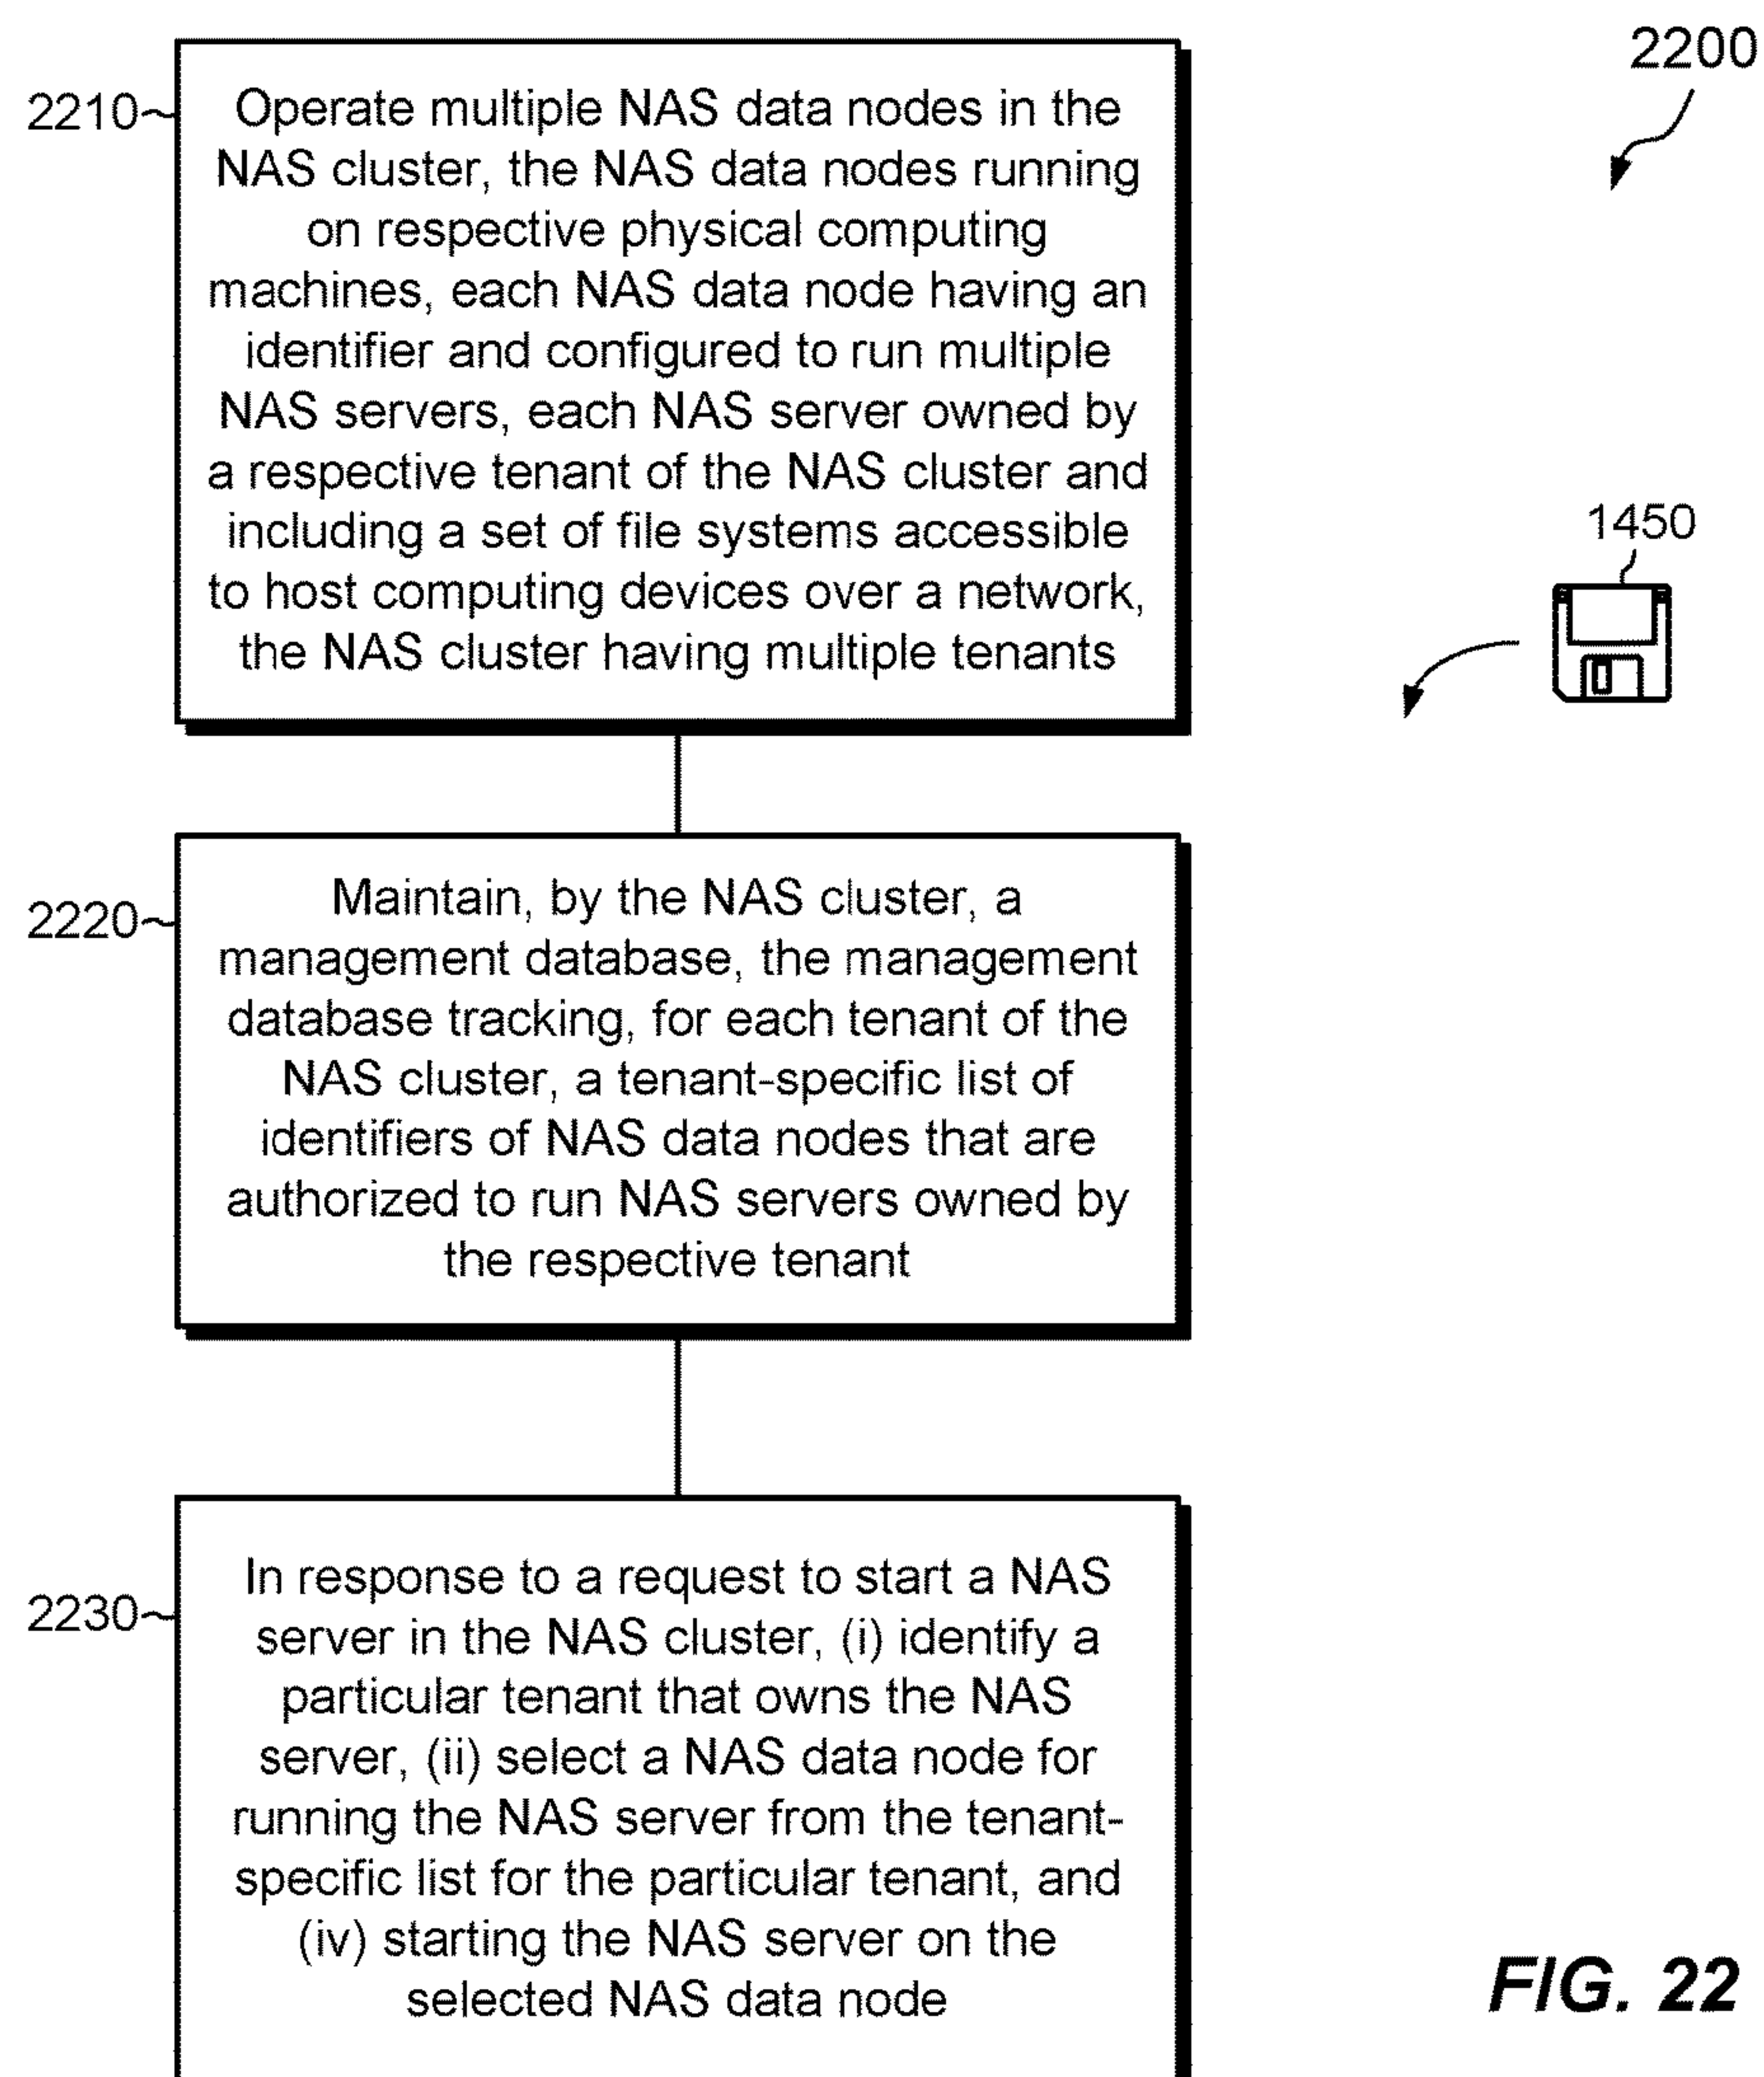 2200
2210
Operate multiple NAS data nodes in the
NAS cluster, the NAS data nodes running
on respective physical computing
machines, each NAS data node having an
identifier and configured to run multiple
NAS servers, each NAS server owned by
a respective tenant of the NAS cluster and
including a set of file systems accessible
to host computing devices over a network,
the NAS cluster having multiple tenants
1450
2220
Maintain, by the NAS cluster, a
management database, the management
database tracking, for each tenant of the
NAS cluster, a tenant-specific list of
identifiers of NAS data nodes that are
authorized to run NAS servers owned by
the respective tenant
2230
In response to a request to start a NAS
server in the NAS cluster, (i) identify a
particular tenant that owns the NAS
server, (ii) select a NAS data node for
running the NAS server from the tenant-
specific list for the particular tenant, and
(iv) starting the NAS server on the
selected NAS data node
FIG. 22